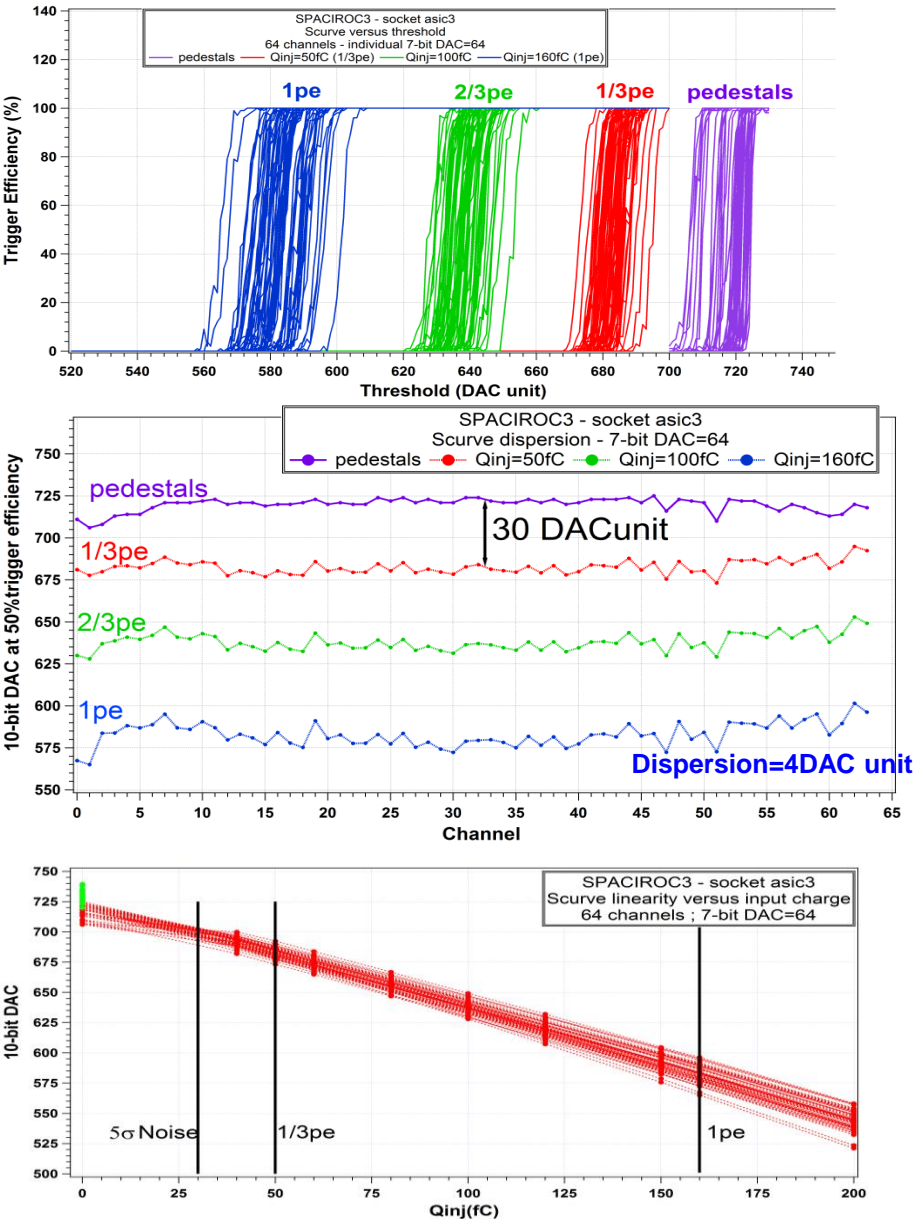 SPACIROC3 - socket asic3
Scurve versus threshold
64 channels - individual 7-bit DAC=64
pedestals Qinj=50fC (1/3pe) Qinj=100fC Qinj=160fC (1pe)
1pe 2/3pe 1/3pe pedestals
Trigger Efficiency (%)
140
120
100
80
60
40
20
0
520 540 560 580 600 620 640 660 680 700 720 740
Threshold (DAC unit)
SPACIROC3 - socket asic3
Scurve dispersion - 7-bit DAC=64
pedestals Qinj=50fC Qinj=100fC Qinj=160fC
10-bit DAC at 50%trigger efficiency
750
725
700
675
650
625
600
575
550
pedestals
30 DACunit
1/3pe
2/3pe
1pe
Dispersion=4DAC unit
0 5 10 15 20 25 30 35 40 45 50 55 60 65
Channel
SPACIROC3 - socket asic3
Scurve linearity versus input charge
64 channels ; 7-bit DAC=64
10-bit DAC
750
725
700
675
650
625
600
575
550
525
500
5σ Noise 1/3pe 1pe
0 25 50 75 100 125 150 175 200
Qinj(fC)